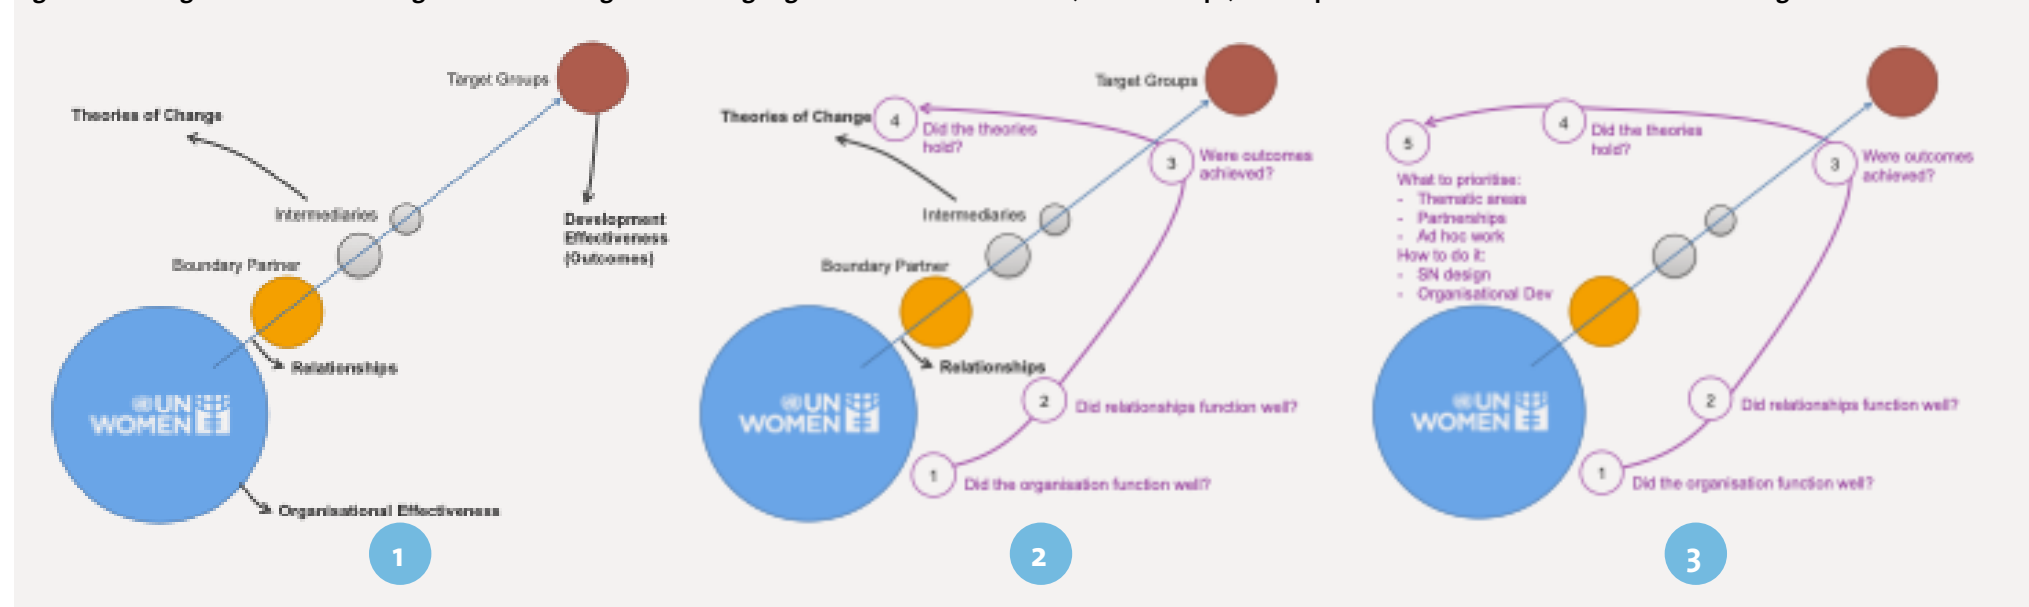 Target Groups
Theories of Change
Intermediaries
Development
Effectiveness
(Outcomes)
Boundary Partner
Relationships
UN
WOMEN
Organisational Effectiveness
1
Target Groups
Theories of Change
4
Did the theories
hold?
3
Were outcomes
achieved?
Intermediaries
Boundary Partner
Relationships
2
Did relationships function well?
UN
WOMEN
1
Did the organisation function well?
2
4
Did the theories
hold?
5
3
Were outcomes
achieved?
What to prioritise:
- Thematic areas
- Partnerships
- Ad hoc work
How to do it:
- SN design
- Organisational Dev
2
Did relationships function well?
UN
WOMEN
1
Did the organisation function well?
3